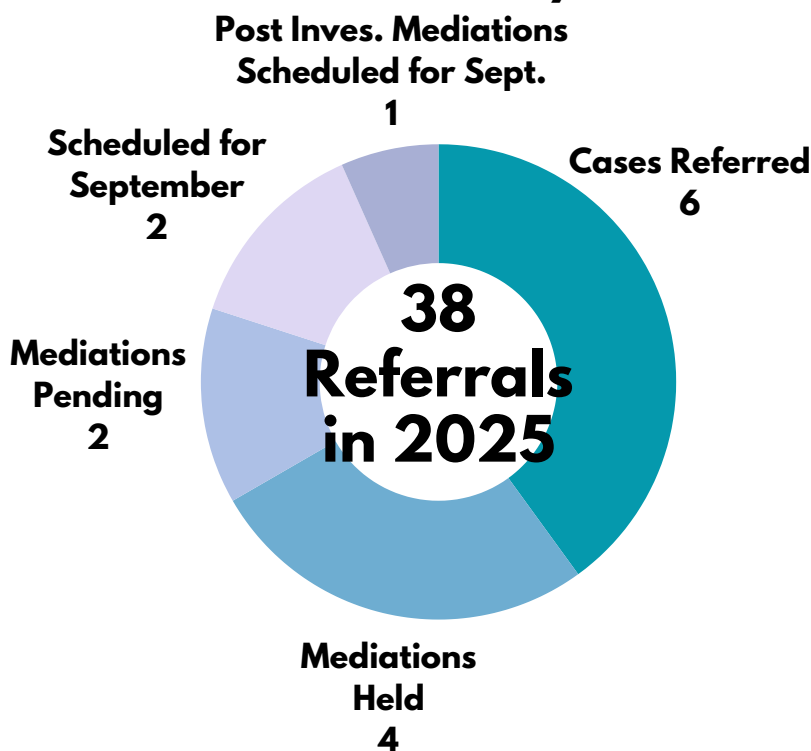 Post Inves. Mediations
Scheduled for Sept.
1
Cases Referred
6
Scheduled for
September
2
38
Referrals
in 2025
Mediations
Pending
2
Mediations
Held
4